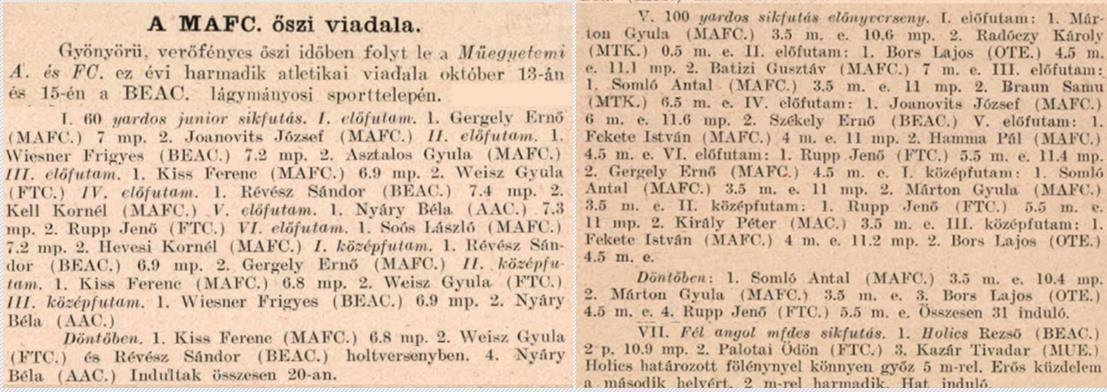 A MAFC. őszi viadala.
Gyönyörü, verőfényes őszi időben folyt le a Műegyetemi
A. és FC. ez évi harmadik atletikai viadala október 13-án
és 15-én a BEAC. lágymányosi sporttelepén.
I. 60 yardos junior sikfutás. I. előfutam. 1. Gergely Ernő
(MAFC.) 7 mp. 2. Joanovits József (MAFC.) II. előfutam. 1.
Wiesner Frigyes (BEAC.) 7.2 mp. 2. Asztalos Gyula (MAFC.)
III. előfutam. 1. Kiss Ferenc (MAFC.) 6.9 mp. 2. Weisz Gyula
(FTC.) IV. előfutam. 1. Révész Sándor (BEAC.) 7.4 mp. 2.
Kell Kornél (MAFC.) V. előfutam. 1. Nyáry Béla (AAC.) 7.3
mp. 2. Rupp Jenő (FTC.) VI. előfutam. 1. Soós László (MAFC.)
7.2 mp. 2. Hevesi Kornél (MAFC.) I. középfutam. 1. Révész Sán-
dor (BEAC.) 6.9 mp. 2. Gergely Ernő (MAFC.) II. középfu-
tam. 1. Kiss Ferenc (MAFC.) 6.8 mp. 2. Weisz Gyula (FTC.)
III. középfutam. 1. Wiesner Frigyes (BEAC.) 6.9 mp. 2. Nyáry
Béla (AAC.)
Döntőben. 1. Kiss Ferenc (MAFC.) 6.8 mp. 2. Weisz Gyula
(FTC.) és Révész Sándor (BEAC.) holtversenyben. 4. Nyáry
Béla (AAC.) Indultak összesen 20-an.
V. 100 yardos sikfutás előnyverseny. I. előfutam: 1. Már-
ton Gyula (MAFC.) 3.5 m. e. 10.6 mp. 2. Radóczy Károly
(MTK.) 0.5 m. e. II. előfutam: 1. Bors Lajos (OTE.) 4.5 m.
e. 11.1 mp. 2. Batizi Gusztáv (MAFC.) 7 m. e. III. előfutam:
1. Somló Antal (MAFC.) 3.5 m. e. 11 mp. 2. Braun Samu
(MTK.) 6.5 m. e. IV. előfutam: 1. Joanovits József (MAFC.)
6 m. e. 11.6 mp. 2. Székely Ernő (BEAC.) V. előfutam: 1.
Fekete István (MAFC.) 4 m. e. 11 mp. 2. Hamma Pál (MAFC.)
4.5 m. e. VI. előfutam: 1. Rupp Jenő (FTC.) 5.5 m. e. 11.4 mp.
2. Gergely Ernő (MAFC.) 4.5 m. e. I. középfutam: 1. Somló
Antal (MAFC.) 3.5 m. e. 11 mp. 2. Márton Gyula (MAFC.)
3.5 m. e. II. középfutam: 1. Rupp Jenő (FTC.) 5.5 m. e.
11 mp. 2. Király Péter (MAC.) 3.5 m. e. III. középfutam: 1.
Fekete István (MAFC.) 4 m. e. 11.2 mp. 2. Bors Lajos (OTE.)
4.5 m. e.
Döntőben: 1. Somló Antal (MAFC.) 3.5 m. e. 10.4 mp.
2. Márton Gyula (MAFC.) 3.5 m. e. 3. Bors Lajos (OTE.)
4.5 m. e. 4. Rupp Jenő (FTC.) 5.5 m. e. Összesen 31 induló.
VII. Fél angol mfdes sikfutás. 1. Holics Rezső (BEAC.)
2 p. 10.9 mp. 2. Palotai Ödön (FTC.) 3. Kazár Tivadar (MUE.)
Holics határozott fölénynyel könnyen győz 5 m-rel. Erős küzdelem
a második helyért. 2 m-rel harmadik. Hat induló.